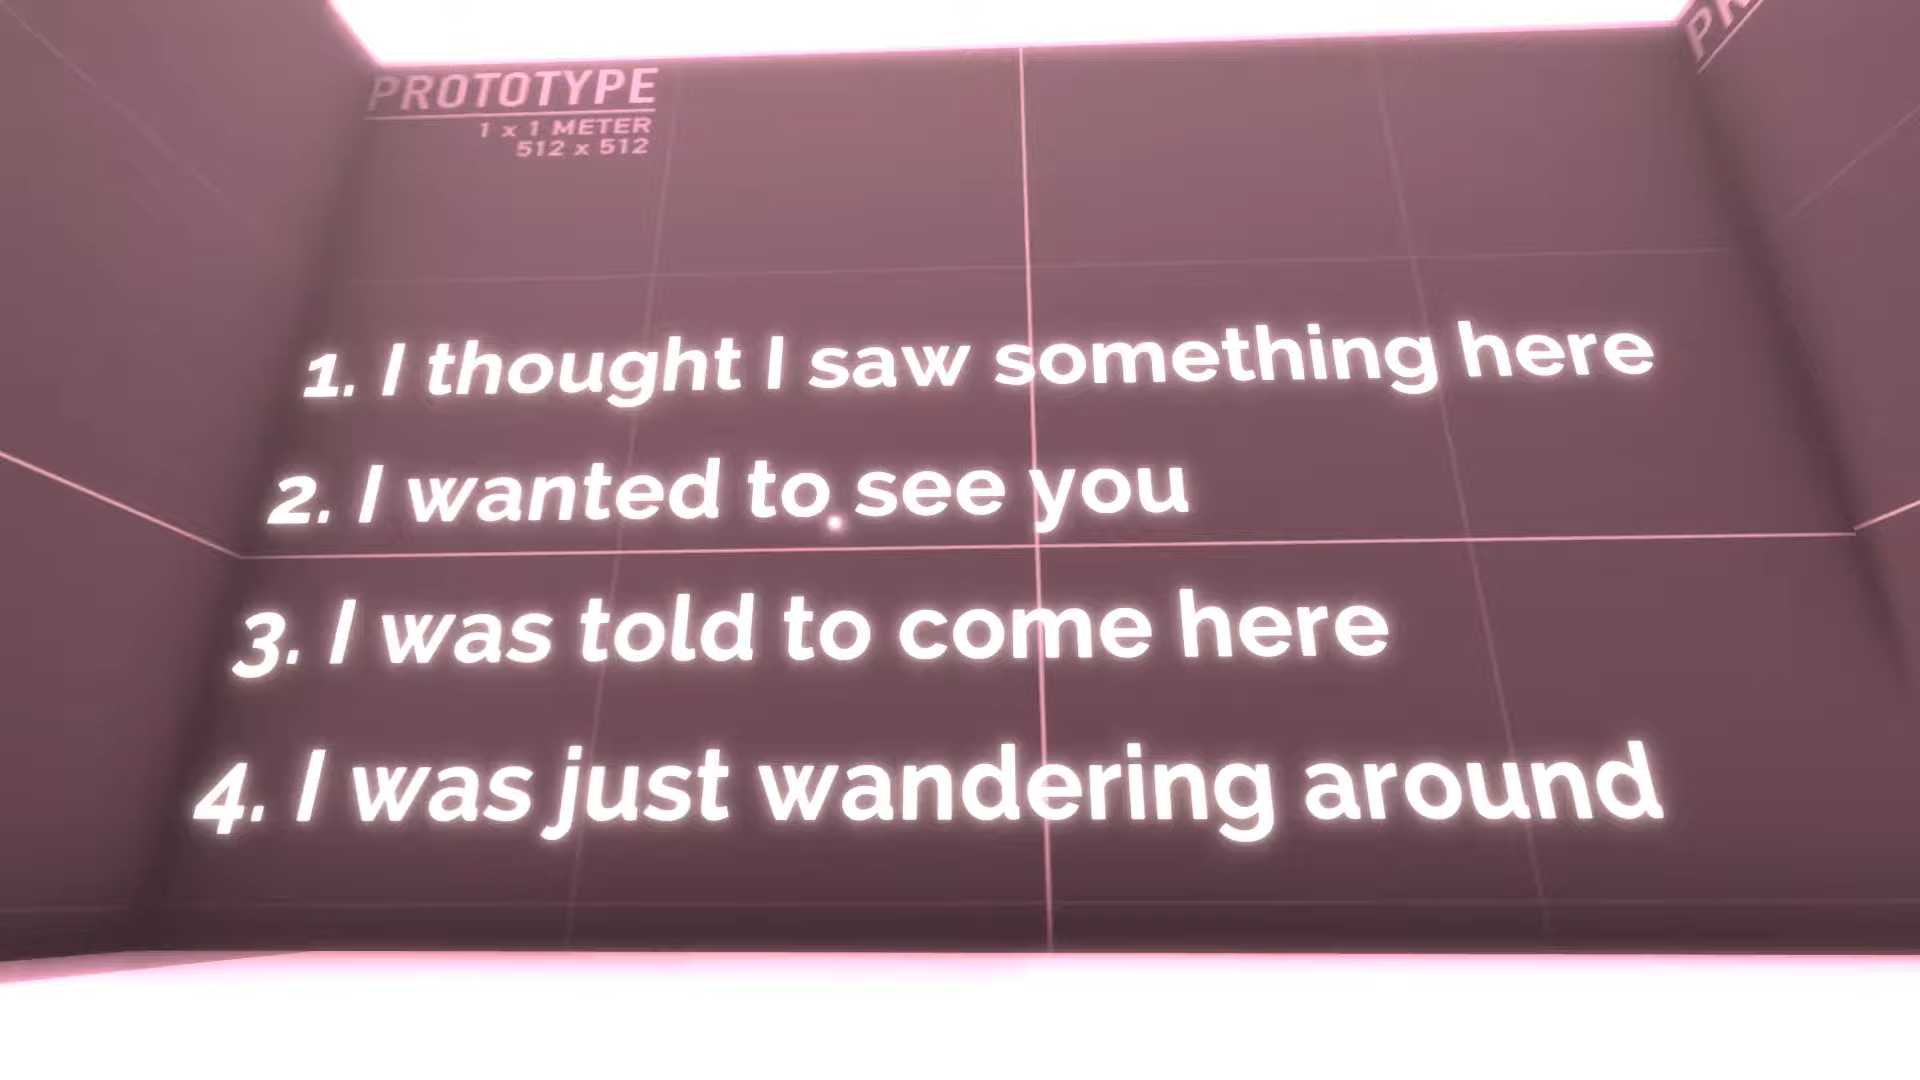 PROTOTYPE
1 x 1 METER
512 x 512
PR
1. I thought I saw something here
2. I wanted to see you
3. I was told to come here
4. I was just wandering around